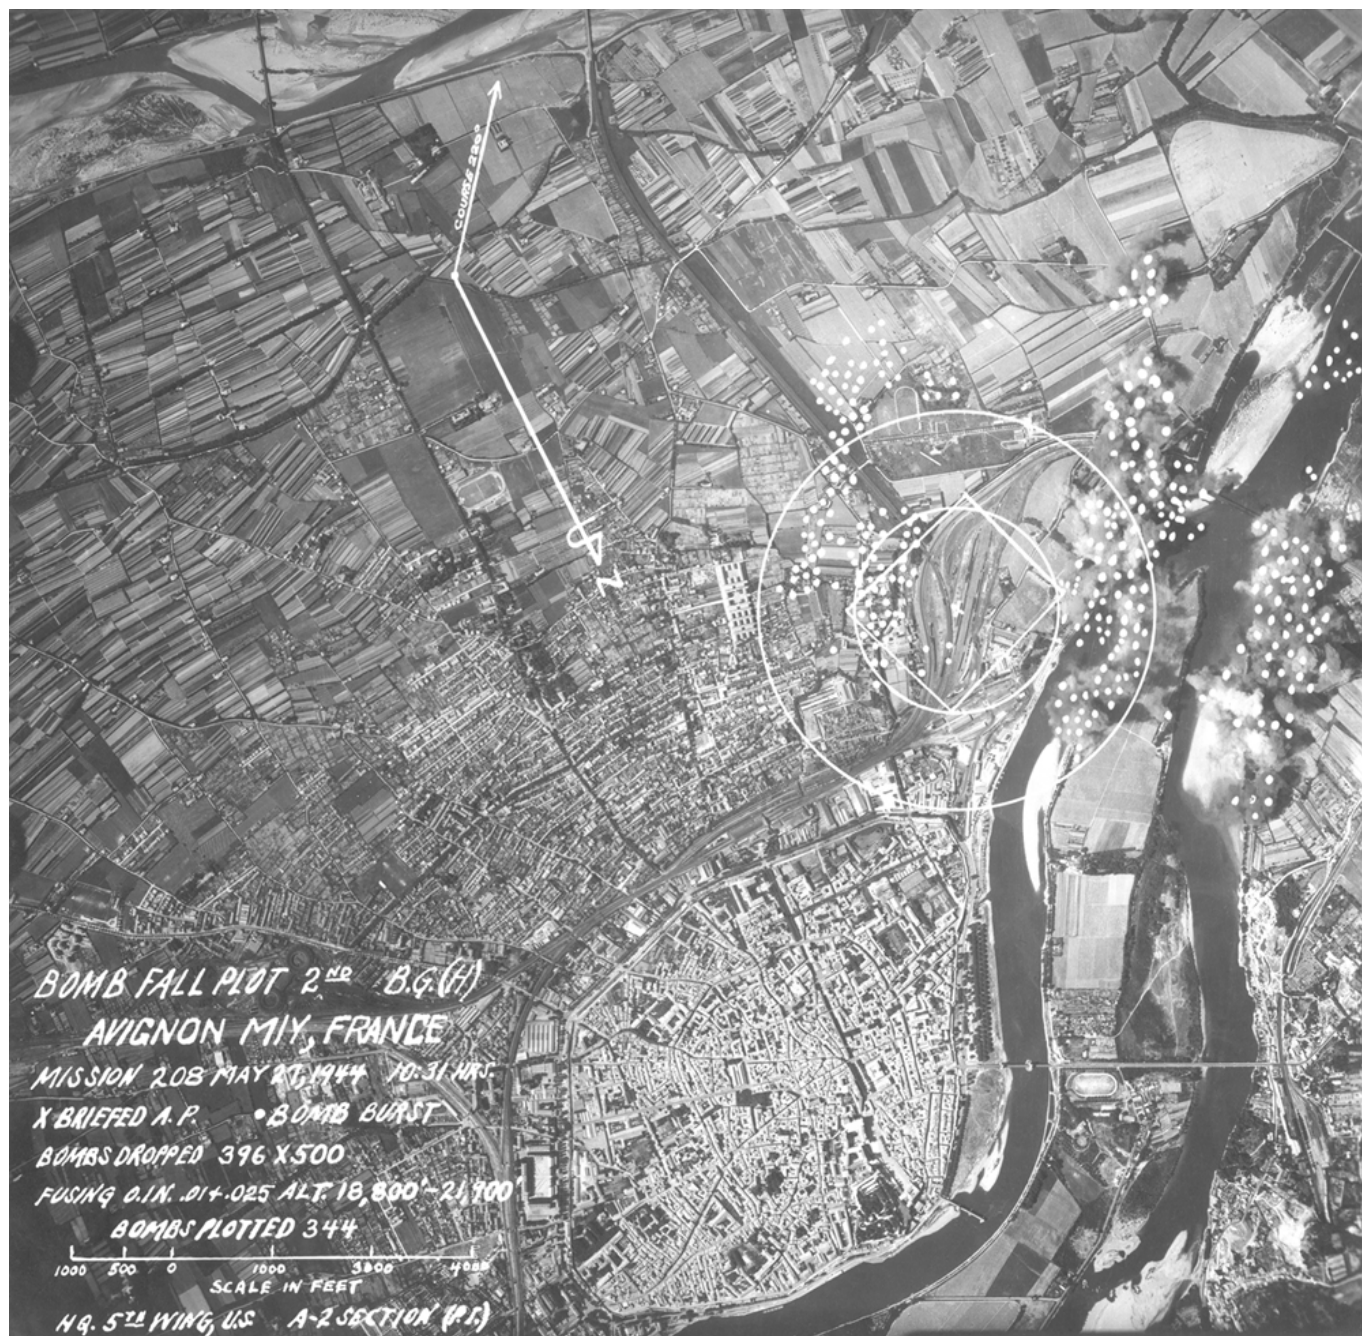 COURSE 220°
N
BOMB FALL PLOT 2ND B.G.(H)
AVIGNON M/Y, FRANCE
MISSION 208 MAY 27, 1944 10:31 HRS.
X BRIEFED A.P. • BOMB BURST
BOMBS DROPPED 396 X 500
FUSING 0.1 N. .01 + .025 ALT. 18,800'-21,900'
BOMBS PLOTTED 344
1000 500 0 1000 3000 4000
SCALE IN FEET
HQ. 5TH WING, U.S. A-2 SECTION (P.I.)